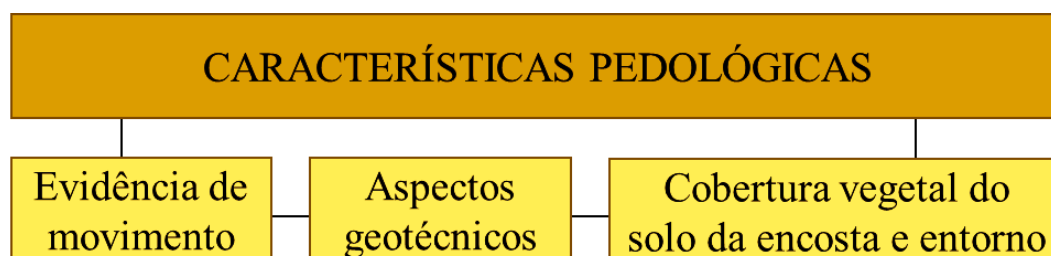 CARACTERÍSTICAS PEDOLÓGICAS
Evidência de
movimento
Aspectos
geotécnicos
Cobertura vegetal do
solo da encosta e entorno